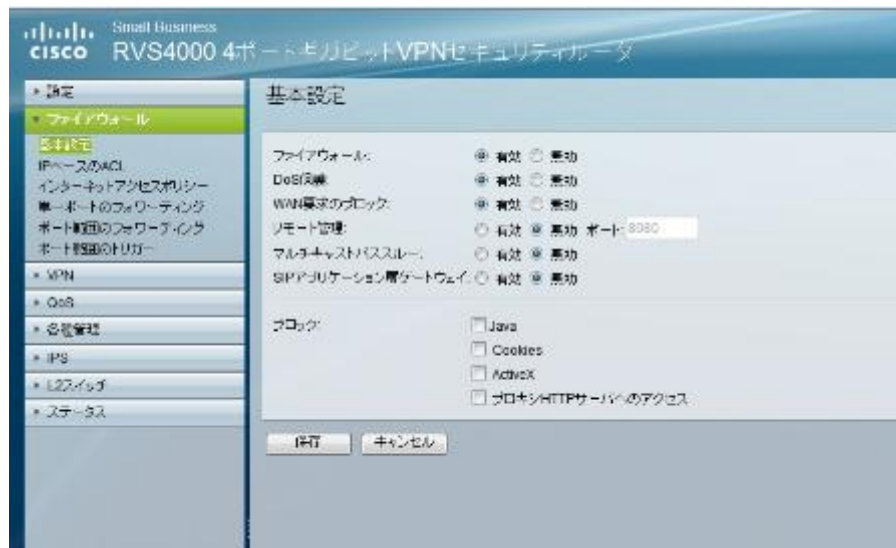 Small Business
CISCO RVS4000 4ポートギガビットVPNセキュリティルータ
設定
ファイアウォール
基本設定
IPベースのACL
インターネットアクセスポリシー
単一ポートのフォワーディング
ポート範囲のフォワーディング
ポート範囲のトリガー
VPN
QoS
各種管理
IPS
L2スイッチ
ステータス
基本設定
ファイアウォール: 有効 無効
DoS保護: 有効 無効
WAN要求のブロック: 有効 無効
リモート管理: 有効 無効 ポート: 8080
マルチキャストパススルー: 有効 無効
SIPアプリケーション層ゲートウェイ: 有効 無効
ブロック: Java
Cookies
ActiveX
プロキシHTTPサーバへのアクセス
保存 キャンセル